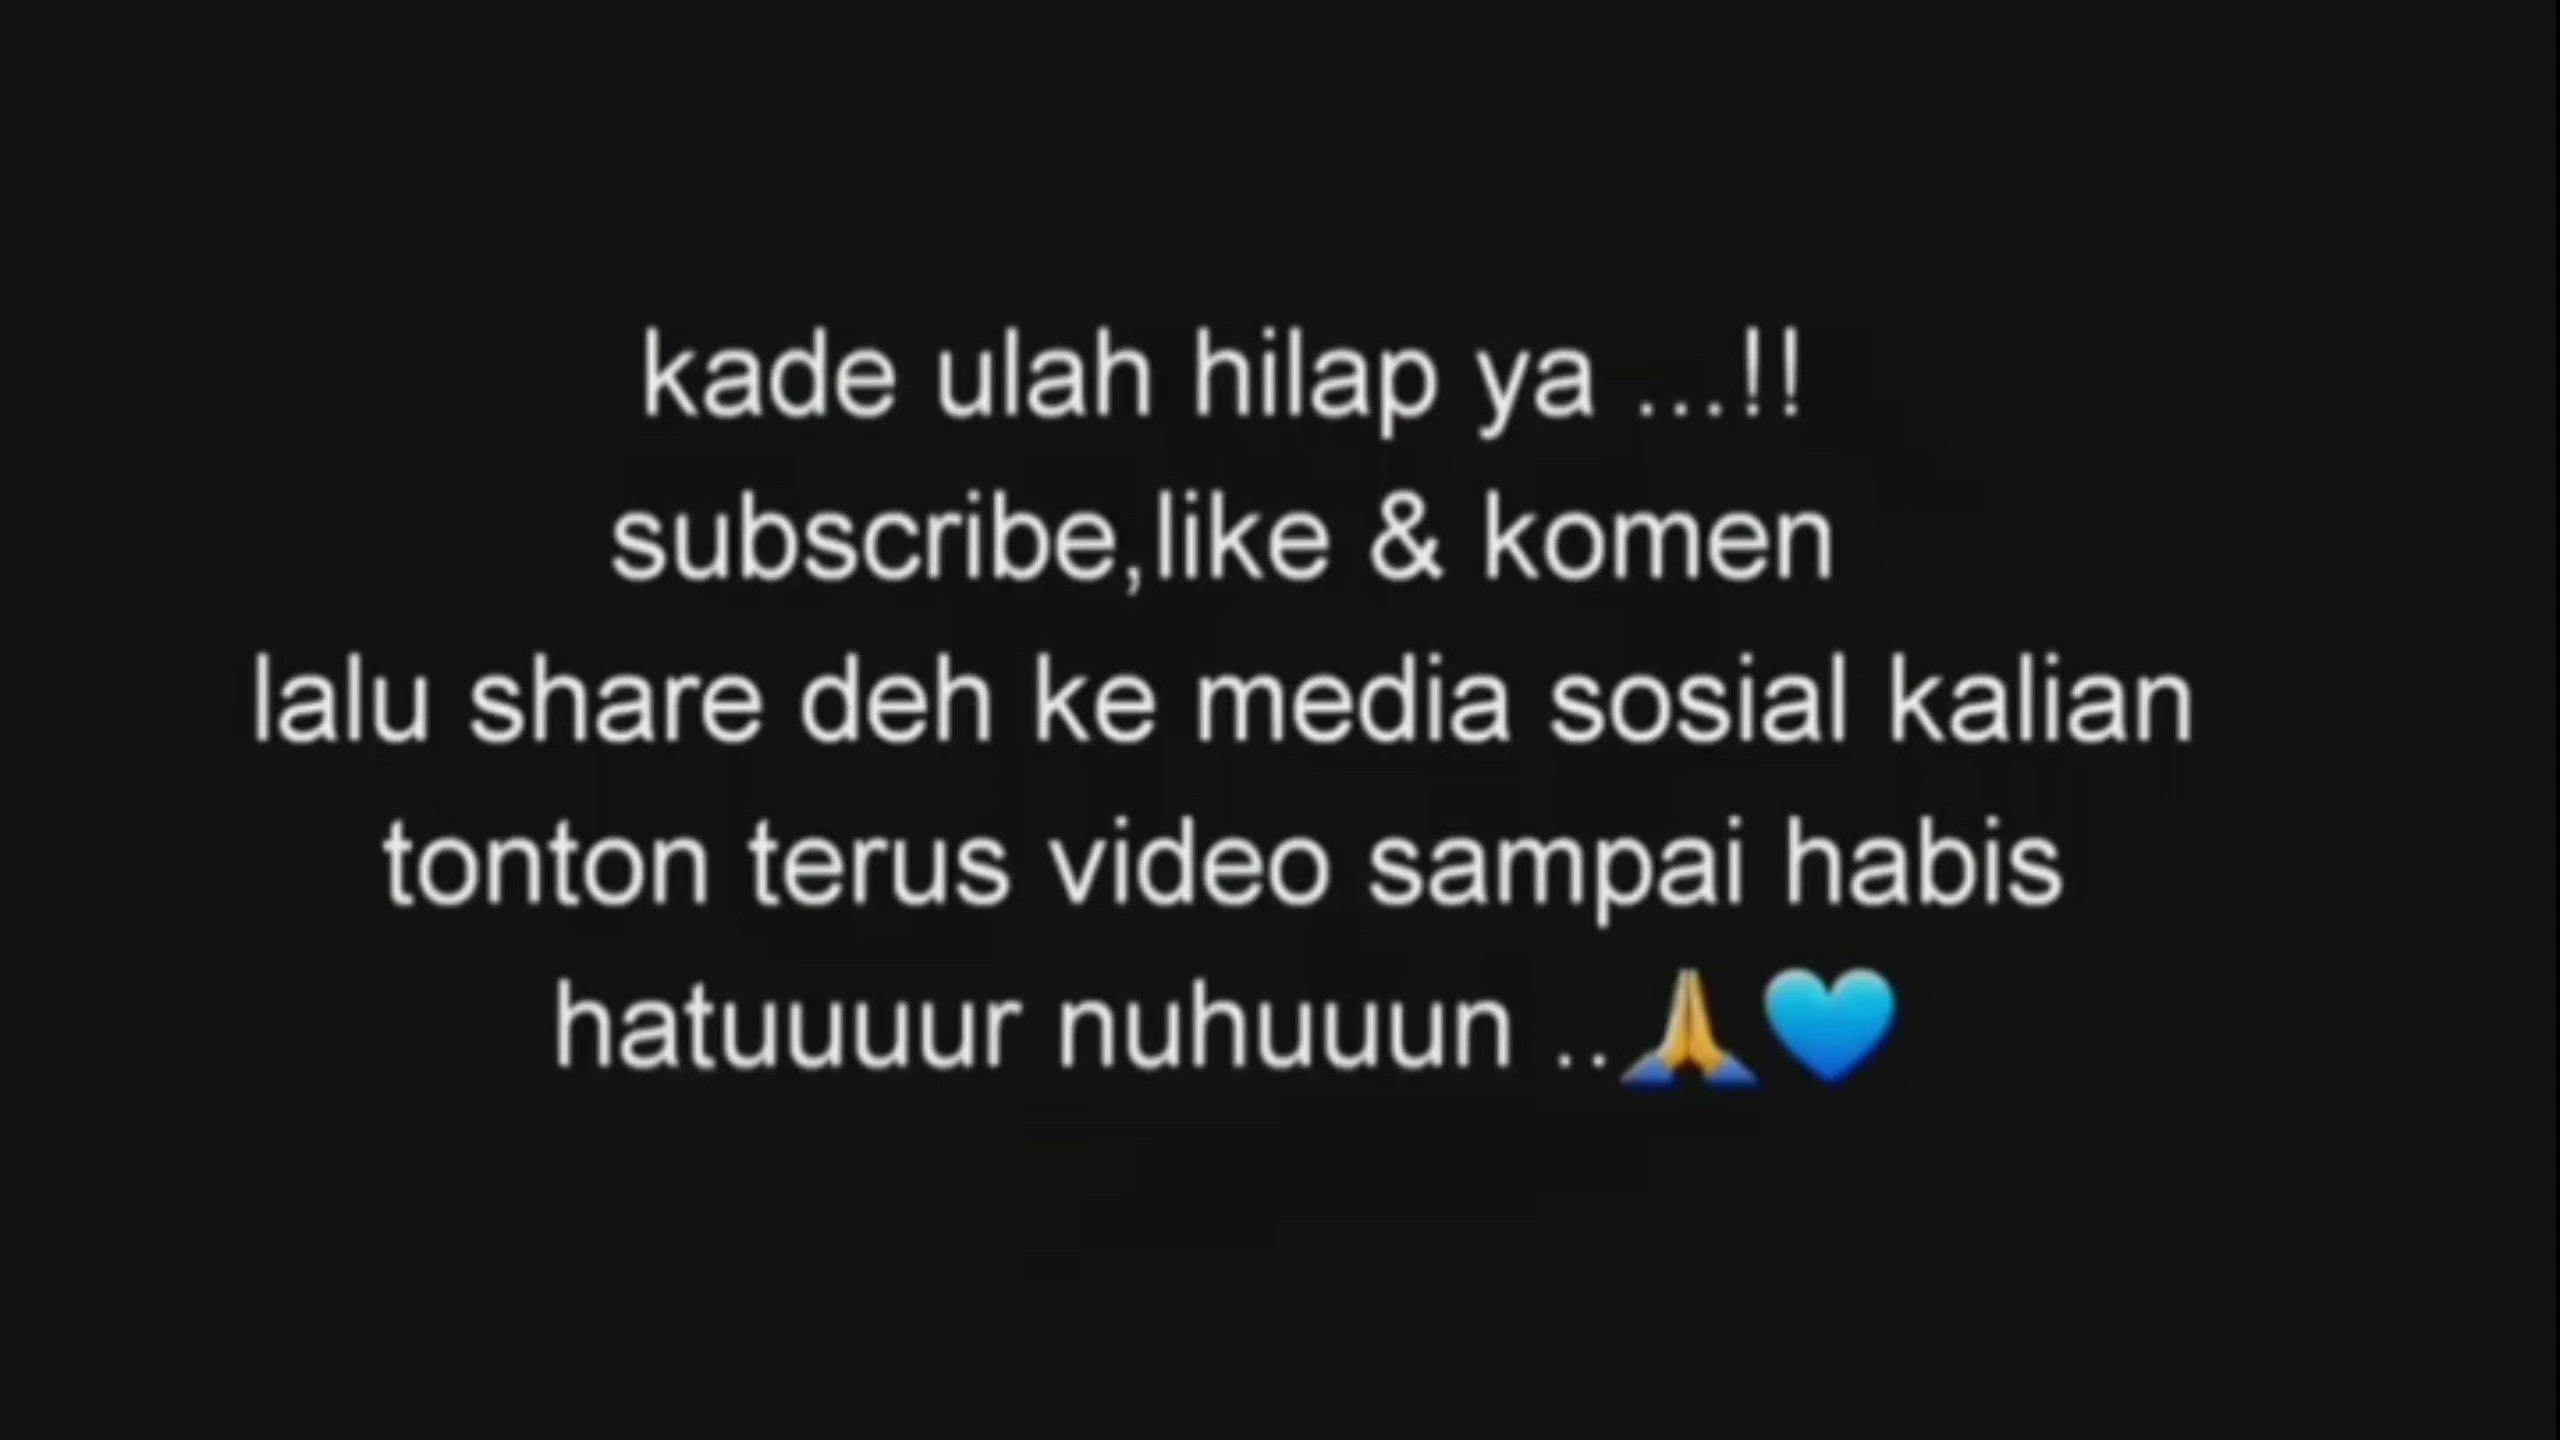 kade ulah hilap ya ...!!
subscribe,like & komen
lalu share deh ke media sosial kalian
tonton terus video sampai habis
hatuuuur nuhuuun ..🙏💙